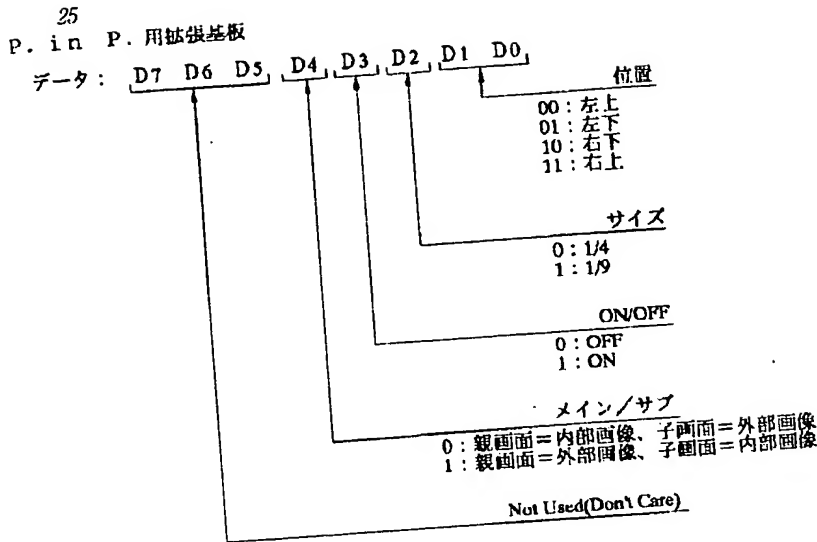 25
P. in P. 用拡張基板
データ: D7 D6 D5 D4 D3 D2 D1 D0
位置
00:左上
01:左下
10:右下
11:右上
サイズ
0:1/4
1:1/9
ON/OFF
0:OFF
1:ON
メイン/サブ
0:親画面=内部画像、子画面=外部画像
1:親画面=外部画像、子画面=内部画像
Not Used(Don't Care)